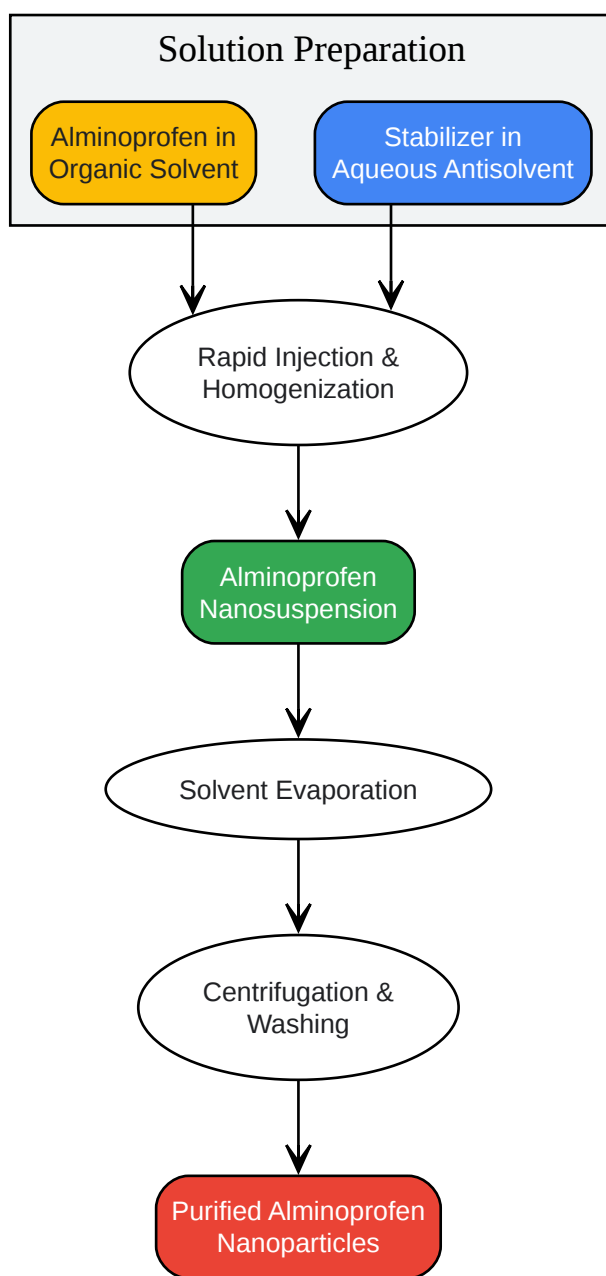 Solution Preparation
Alminoprofen in
Organic Solvent
Stabilizer in
Aqueous Antisolvent
Rapid Injection &
Homogenization
Alminoprofen
Nanosuspension
Solvent Evaporation
Centrifugation &
Washing
Purified Alminoprofen
Nanoparticles